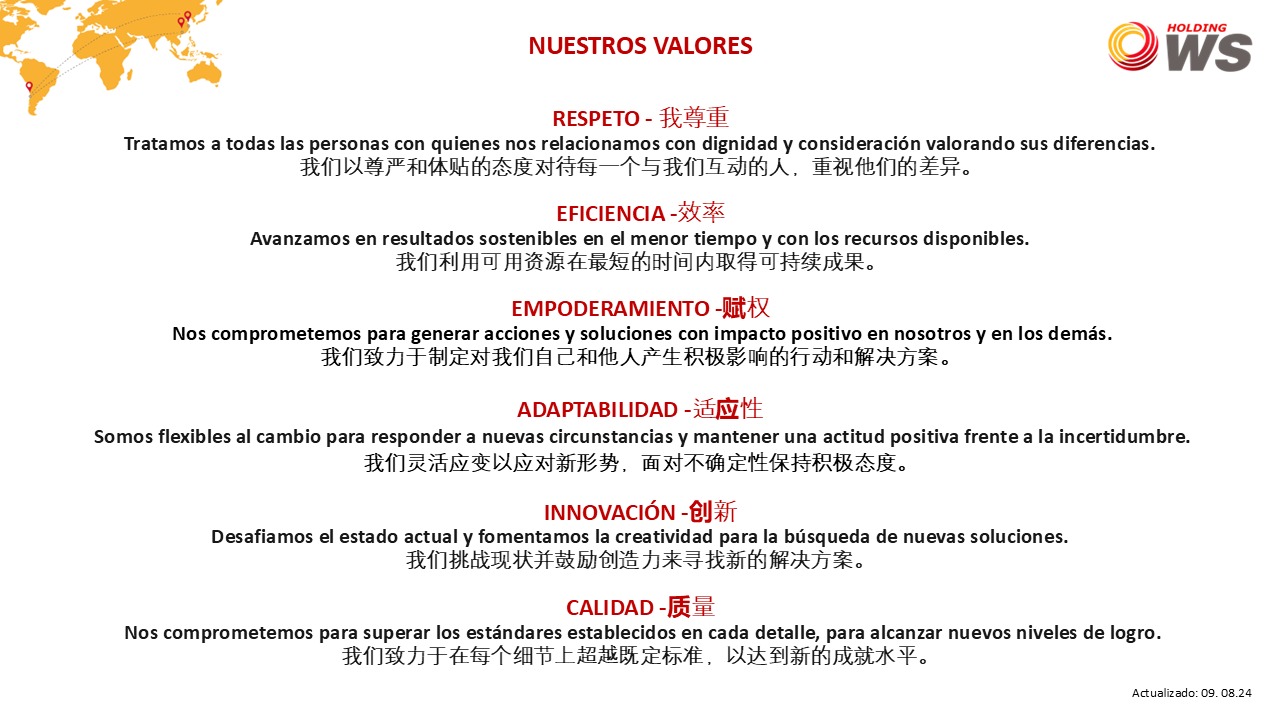 NUESTROS VALORES
HOLDING
WS
RESPETO - 我尊重
Tratamos a todas las personas con quienes nos relacionamos con dignidad y consideración valorando sus diferencias.
我们以尊严和体贴的态度对待每一个与我们互动的人，重视他们的差异。
EFICIENCIA -效率
Avanzamos en resultados sostenibles en el menor tiempo y con los recursos disponibles.
我们利用可用资源在最短的时间内取得可持续成果。
EMPODERAMIENTO -赋权
Nos comprometemos para generar acciones y soluciones con impacto positivo en nosotros y en los demás.
我们致力于制定对我们自己和他人产生积极影响的行动和解决方案。
ADAPTABILIDAD -适应性
Somos flexibles al cambio para responder a nuevas circunstancias y mantener una actitud positiva frente a la incertidumbre.
我们灵活应变以应对新形势，面对不确定性保持积极态度。
INNOVACIÓN -创新
Desafiamos el estado actual y fomentamos la creatividad para la búsqueda de nuevas soluciones.
我们挑战现状并鼓励创造力来寻找新的解决方案。
CALIDAD -质量
Nos comprometemos para superar los estándares establecidos en cada detalle, para alcanzar nuevos niveles de logro.
我们致力于在每个细节上超越既定标准，以达到新的成就水平。
Actualizado: 09. 08.24